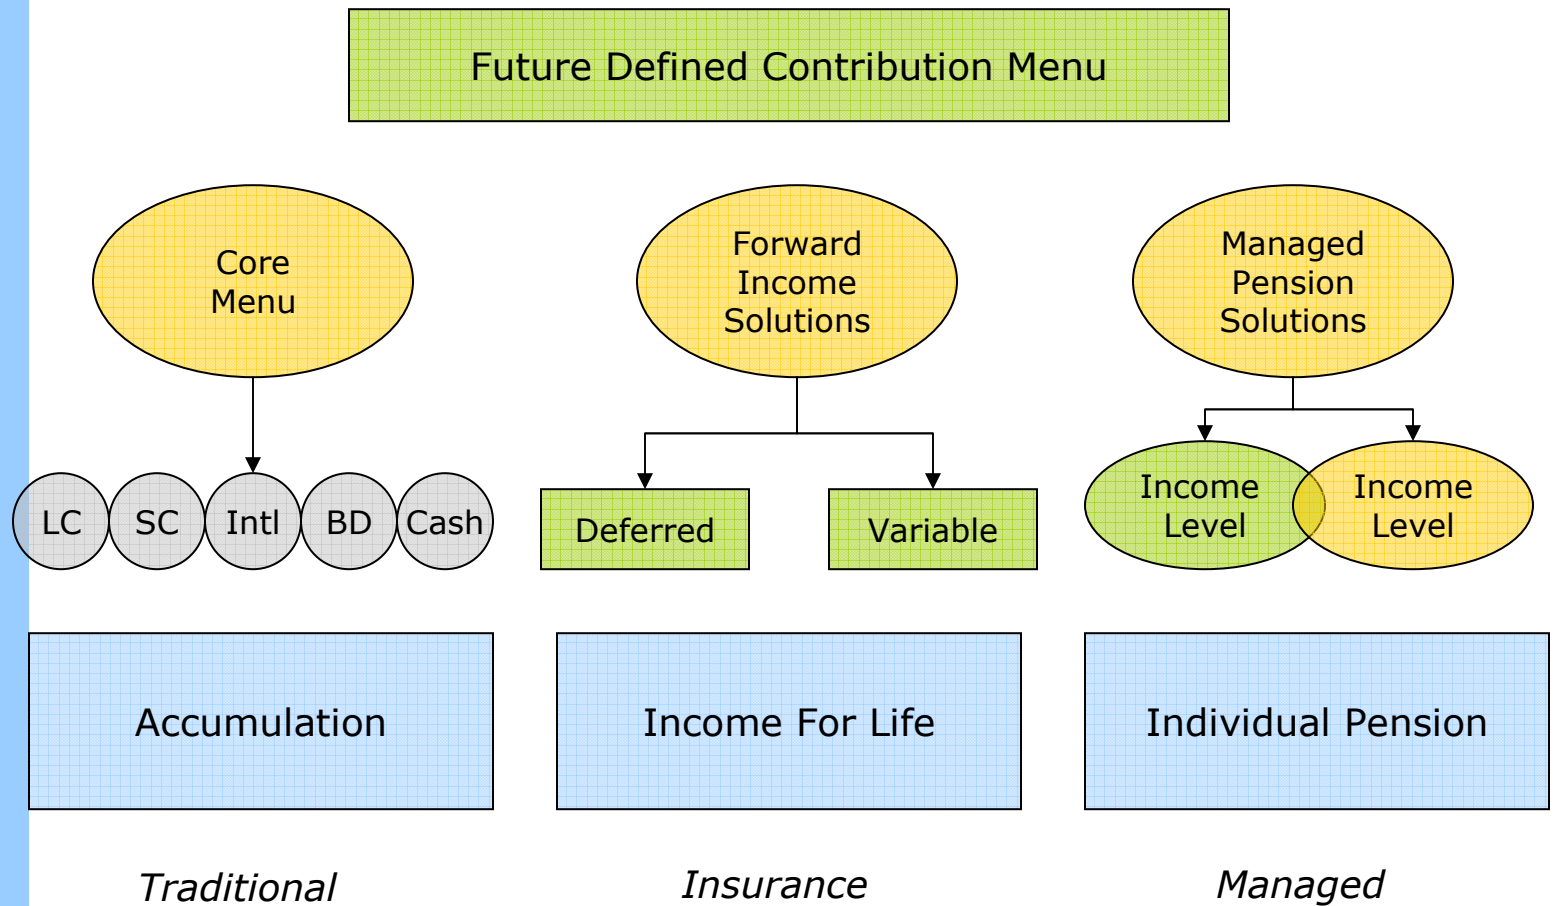 Future Defined Contribution Menu
Core
Menu
Forward
Income
Solutions
Managed
Pension
Solutions
LC
SC
Intl
BD
Cash
Deferred
Variable
Income
Level
Income
Level
Accumulation
Income For Life
Individual Pension
Traditional
Insurance
Managed